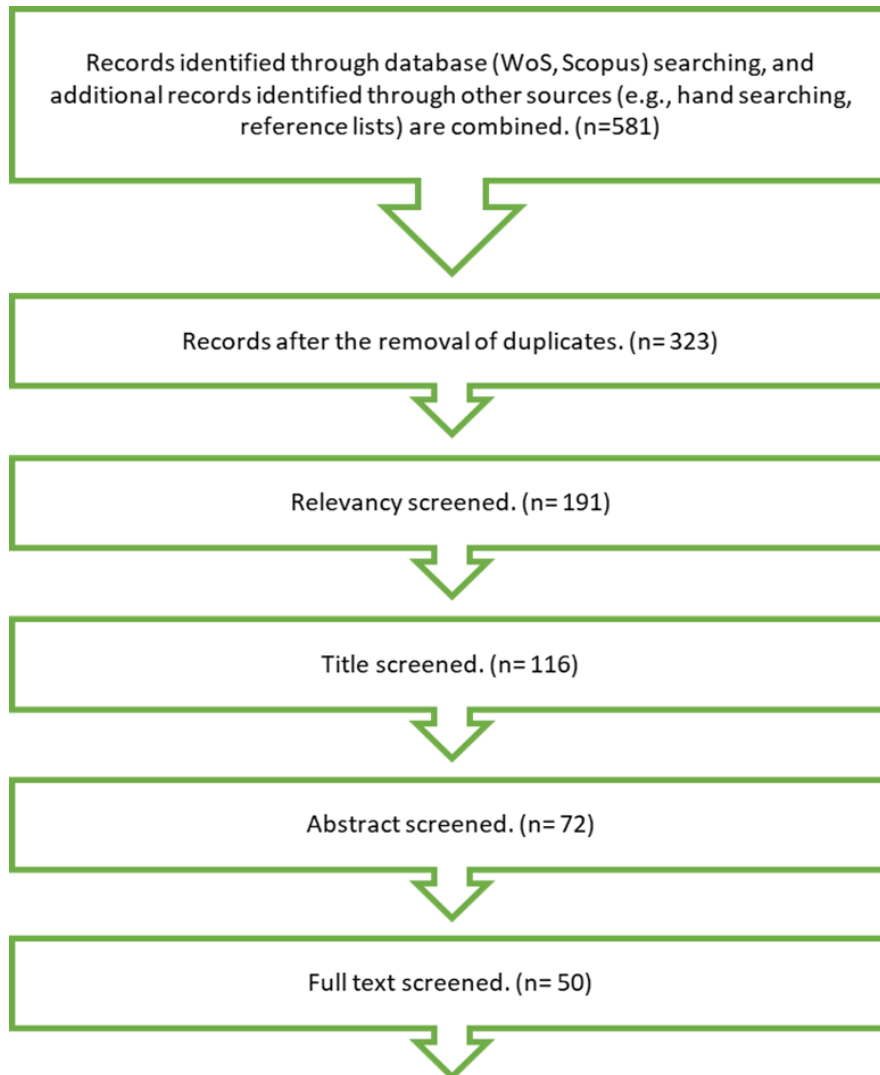 Records identified through database (WoS, Scopus) searching, and
additional records identified through other sources (e.g., hand searching,
reference lists) are combined. (n=581)
Records after the removal of duplicates. (n= 323)
Relevancy screened. (n= 191)
Title screened. (n= 116)
Abstract screened. (n= 72)
Full text screened. (n= 50)